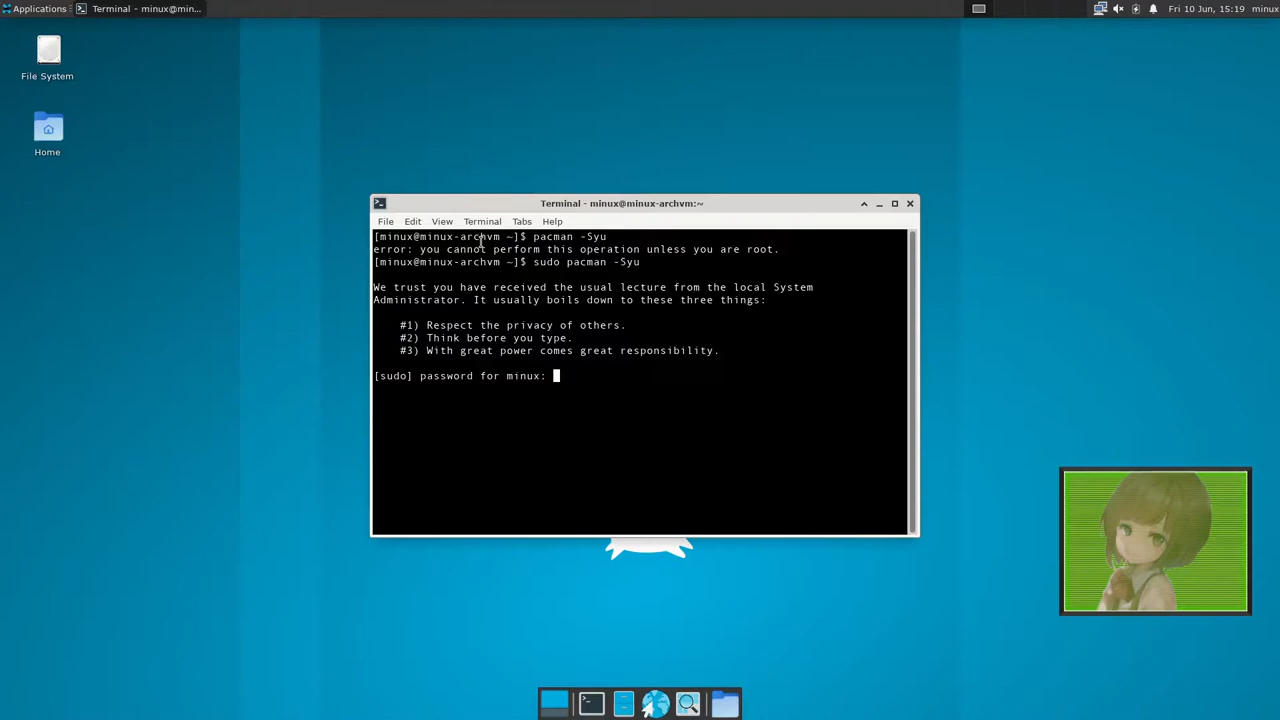 Applications
Terminal - minux@min...
Fri 10 Jun, 15:19
minux
File System
Home
Terminal - minux@minux-archvm:~
File Edit View Terminal Tabs Help
[minux@minux-archvm ~]$ pacman -Syu
error: you cannot perform this operation unless you are root.
[minux@minux-archvm ~]$ sudo pacman -Syu
We trust you have received the usual lecture from the local System
Administrator. It usually boils down to these three things:
#1) Respect the privacy of others.
#2) Think before you type.
#3) With great power comes great responsibility.
[sudo] password for minux: